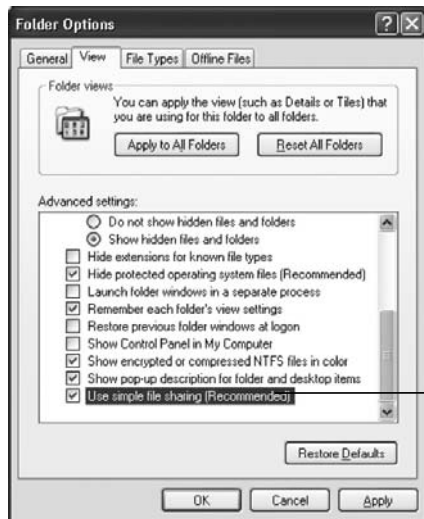 Folder Options
General View File Types Offline Files
Folder views
You can apply the view (such as Details or Tiles) that
you are using for this folder to all folders.
Apply to All Folders Reset All Folders
Advanced settings:
Do not show hidden files and folders
Show hidden files and folders
Hide extensions for known file types
Hide protected operating system files (Recommended)
Launch folder windows in a separate process
Remember each folder's view settings
Restore previous folder windows at logon
Show Control Panel in My Computer
Show encrypted or compressed NTFS files in color
Show pop-up description for folder and desktop items
Use simple file sharing (Recommended)
Restore Defaults
OK Cancel Apply